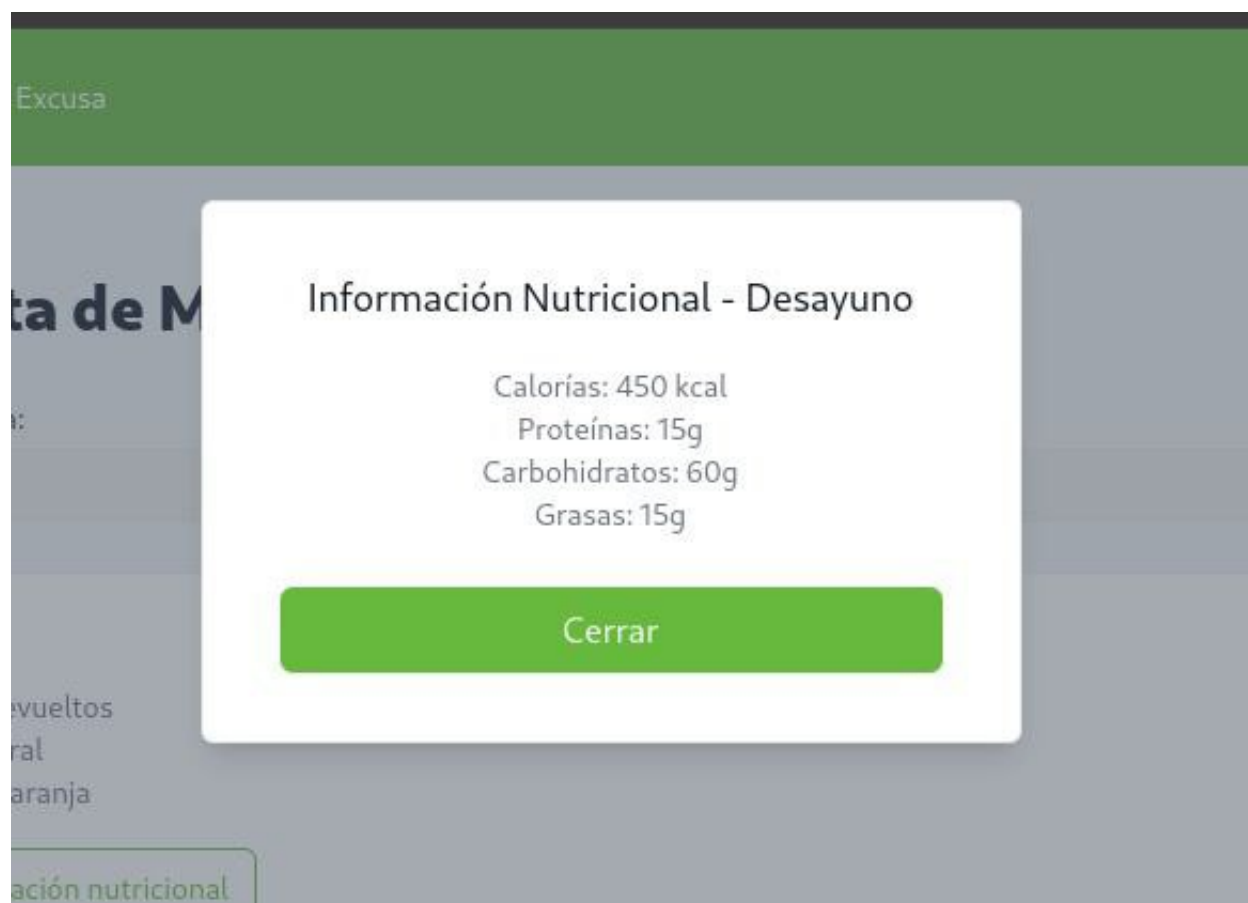 Excusa
Información Nutricional - Desayuno
ta de M
Calorías: 450 kcal
Proteínas: 15g
Carbohidratos: 60g
Grasas: 15g
Cerrar
evueltos
ral
aranja
ación nutricional